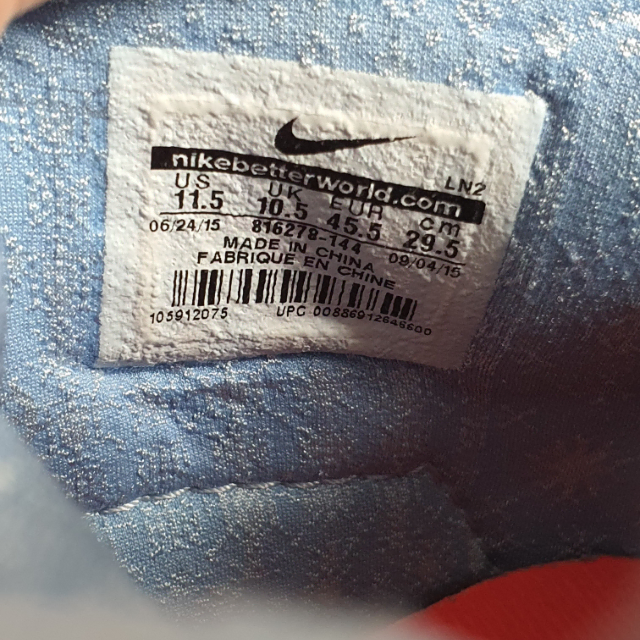 nikebetterworld.com LN2
US UK EUR cm
11.5 10.5 45.5 29.5
06/24/15 816278-144 09/04/15
MADE IN CHINA
FABRIQUE EN CHINE
105912075 UPC